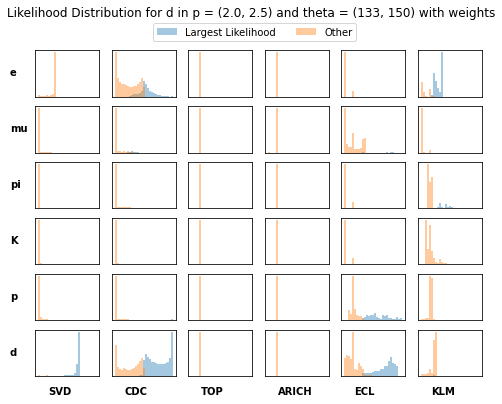 Likelihood Distribution for d in p = (2.0, 2.5) and theta = (133, 150) with weights
Largest Likelihood Other
e
mu
pi
K
p
d
SVD CDC TOP ARICH ECL KLM